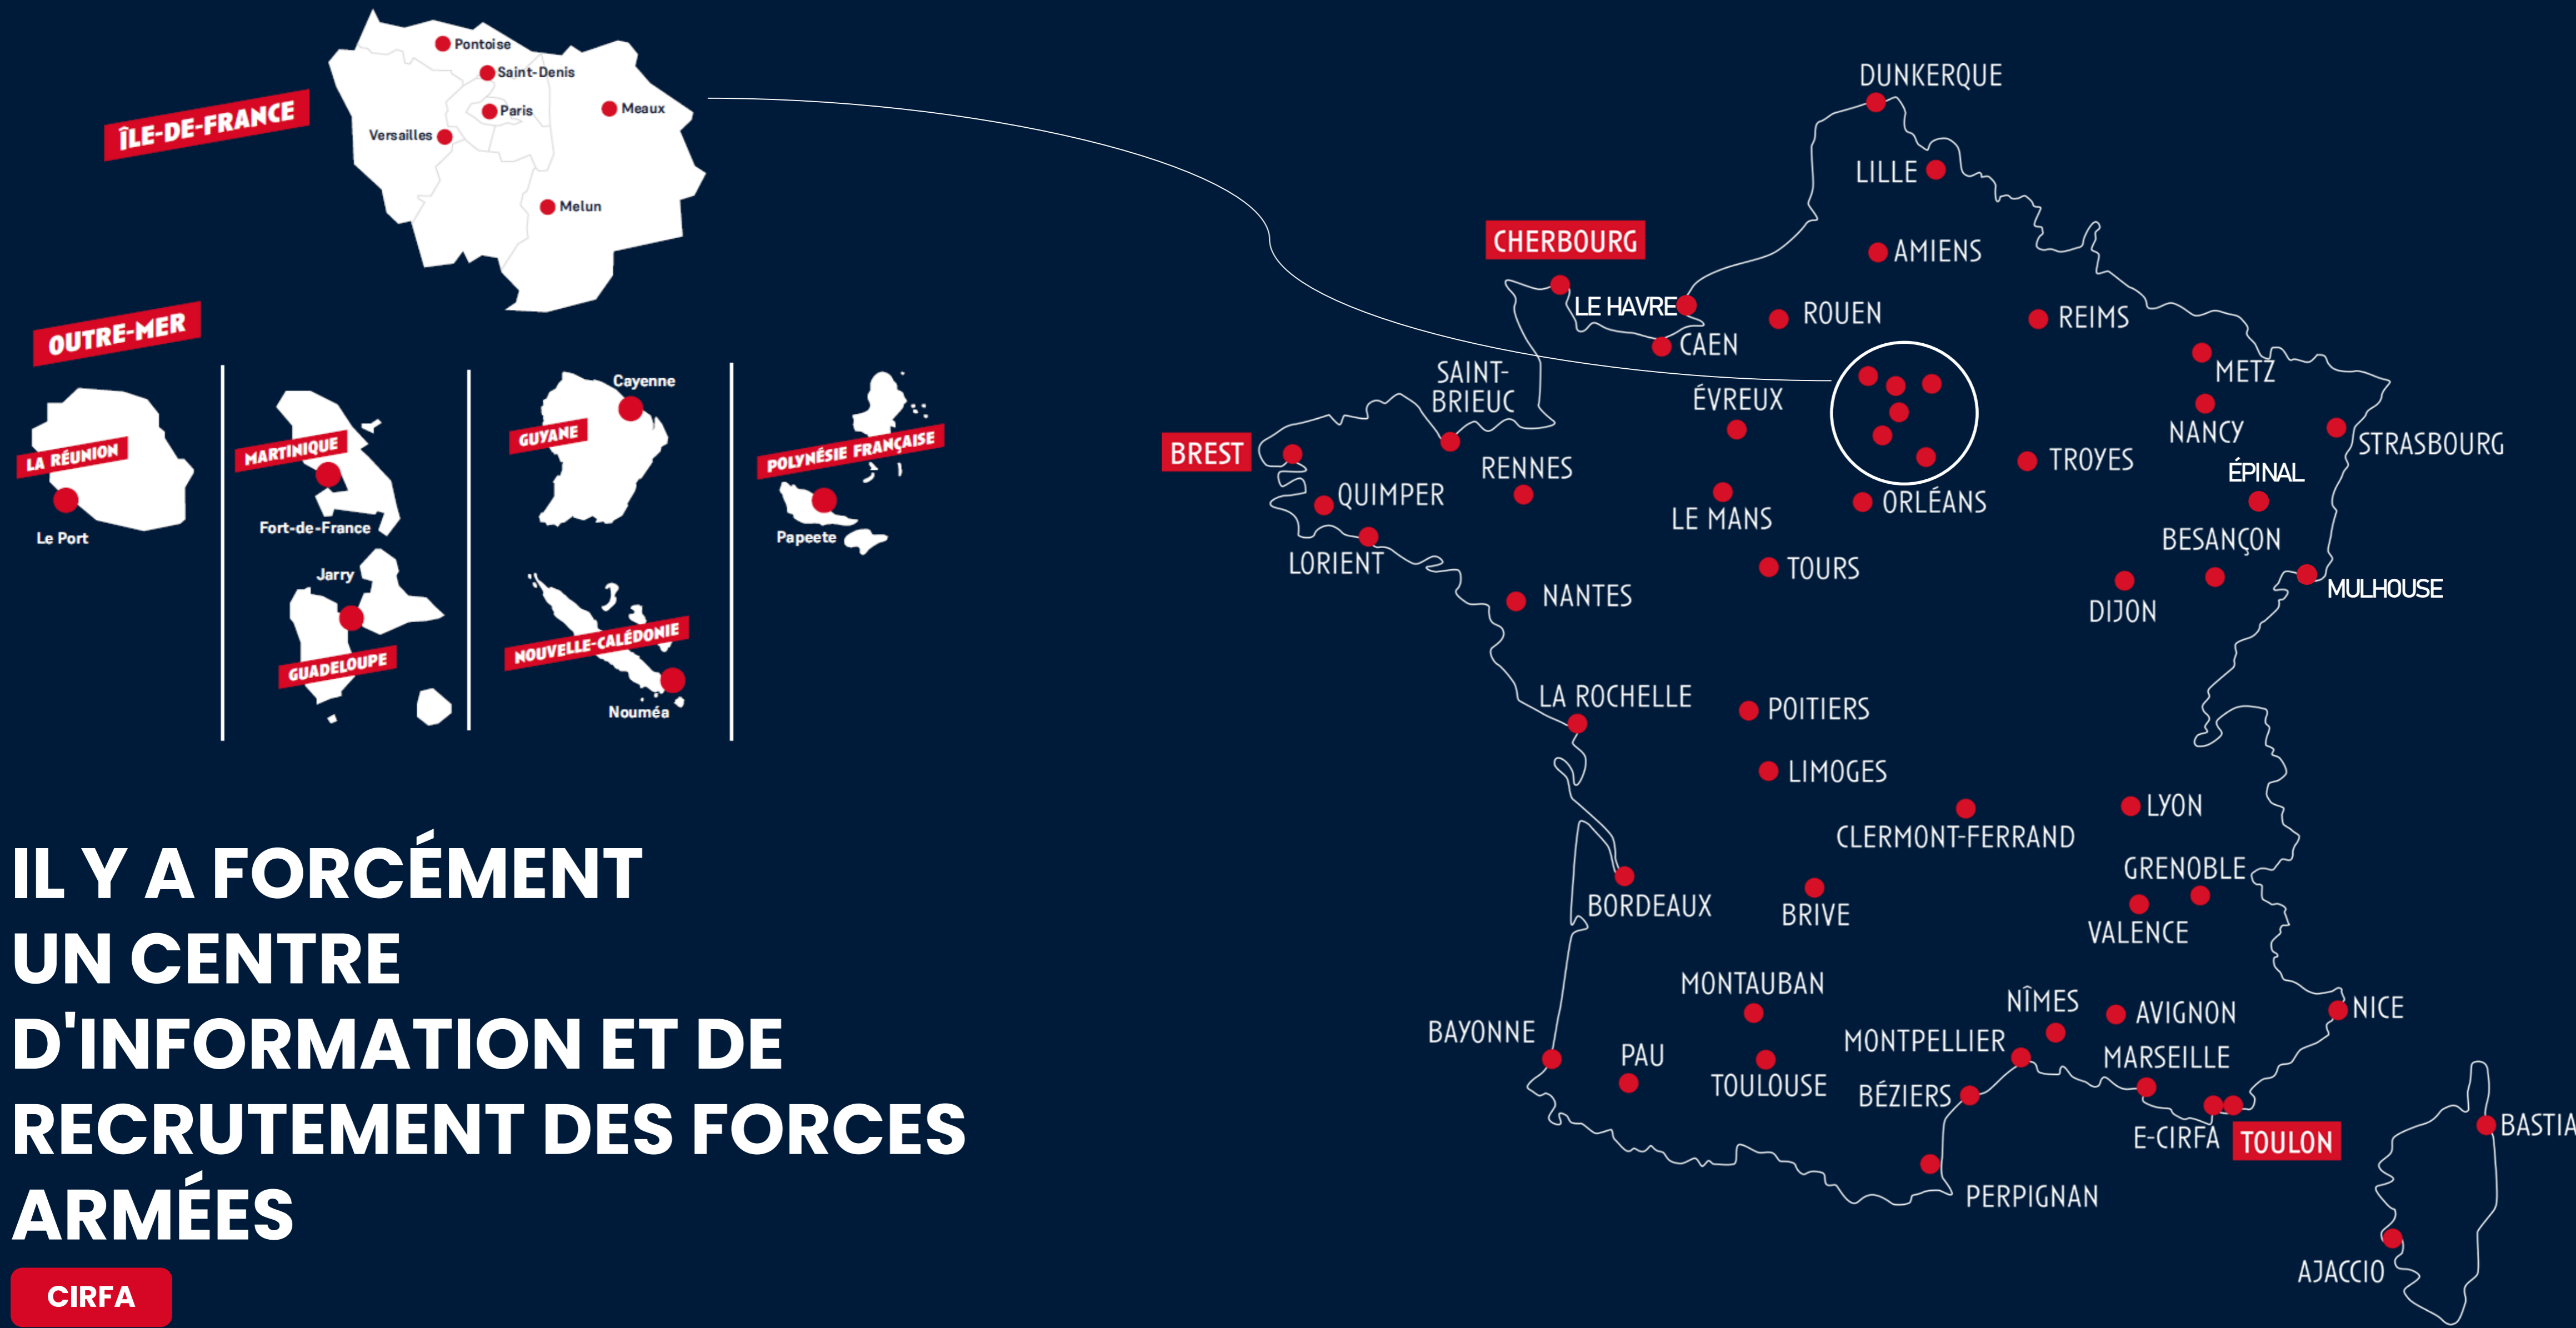 ÎLE-DE-FRANCE
Pontoise
Saint-Denis
Paris
Meaux
Versailles
Melun
OUTRE-MER
LA RÉUNION
Le Port
MARTINIQUE
Fort-de-France
Jarry
GUADELOUPE
Cayenne
GUYANE
NOUVELLE-CALÉDONIE
Nouméa
POLYNÉSIE FRANÇAISE
Papeete
IL Y A FORCÉMENT
UN CENTRE
D'INFORMATION ET DE
RECRUTEMENT DES FORCES
ARMÉES
CIRFA
DUNKERQUE
LILLE
CHERBOURG
AMIENS
LE HAVRE
ROUEN
REIMS
CAEN
METZ
SAINT-
BRIEUC
ÉVREUX
NANCY
STRASBOURG
BREST
RENNES
TROYES
ÉPINAL
QUIMPER
LE MANS
ORLÉANS
BESANÇON
LORIENT
TOURS
MULHOUSE
NANTES
DIJON
LA ROCHELLE
POITIERS
LIMOGES
LYON
CLERMONT-FERRAND
GRENOBLE
BORDEAUX
BRIVE
VALENCE
MONTAUBAN
NÎMES
AVIGNON
NICE
BAYONNE
PAU
MONTPELLIER
MARSEILLE
TOULOUSE
BÉZIERS
E-CIRFA
TOULON
BASTIA
PERPIGNAN
AJACCIO